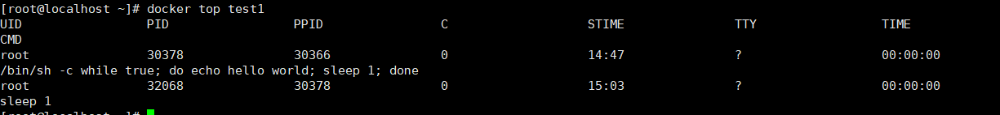 [root@localhost ~]# docker top test1
UID PID PPID C STIME TTY TIME
CMD
root 30378 30366 0 14:47 ? 00:00:00
/bin/sh -c while true; do echo hello world; sleep 1; done
root 32068 30378 0 15:03 ? 00:00:00
sleep 1
[root@localhost ~]#